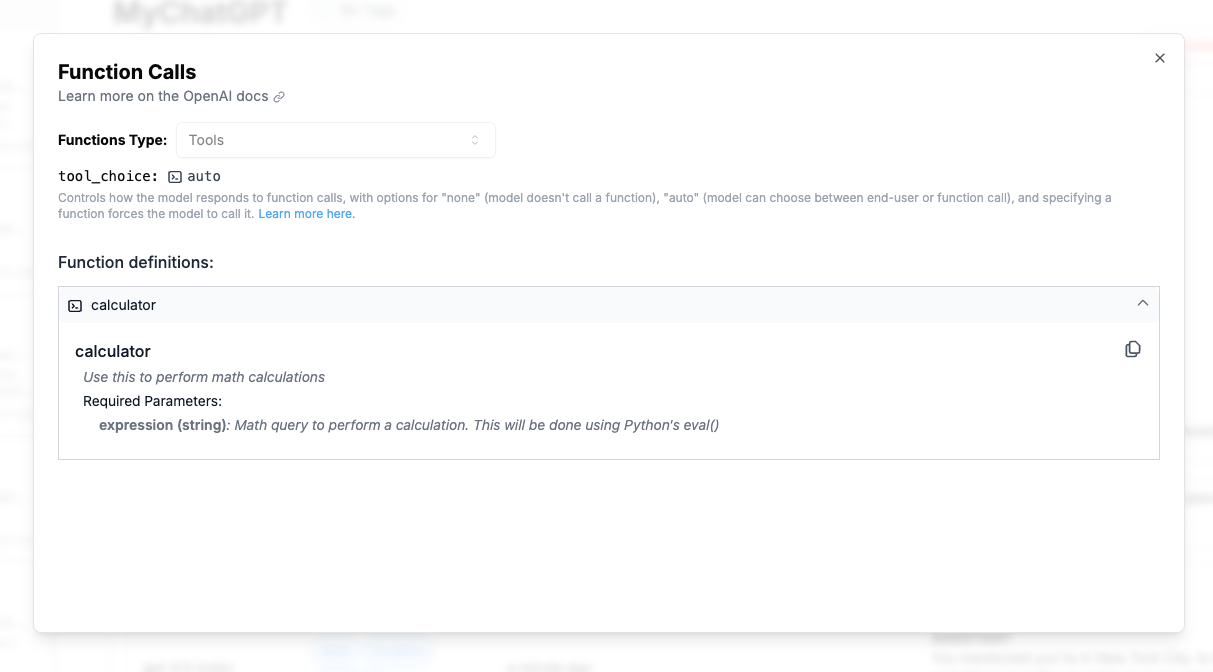 MyChatGPT
Function Calls
Learn more on the OpenAI docs
Functions Type: Tools
tool_choice: auto
Controls how the model responds to function calls, with options for "none" (model doesn't call a function), "auto" (model can choose between end-user or function call), and specifying a
function forces the model to call it. Learn more here.
Function definitions:
calculator
calculator
Use this to perform math calculations
Required Parameters:
expression (string): Math query to perform a calculation. This will be done using Python's eval()